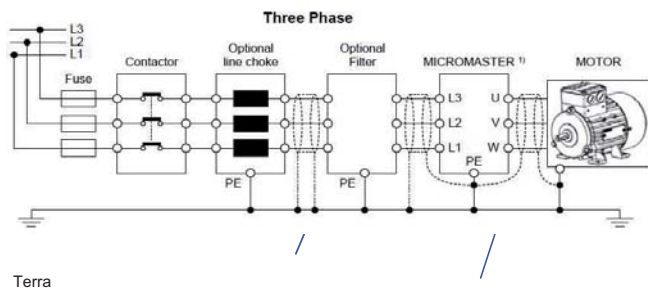 Three Phase
L3
L2
L1
Fuse
Contactor
Optional line choke
Optional Filter
MICROMASTER 1)
MOTOR
L3
U
L2
V
L1
W
PE
PE
PE
Terra